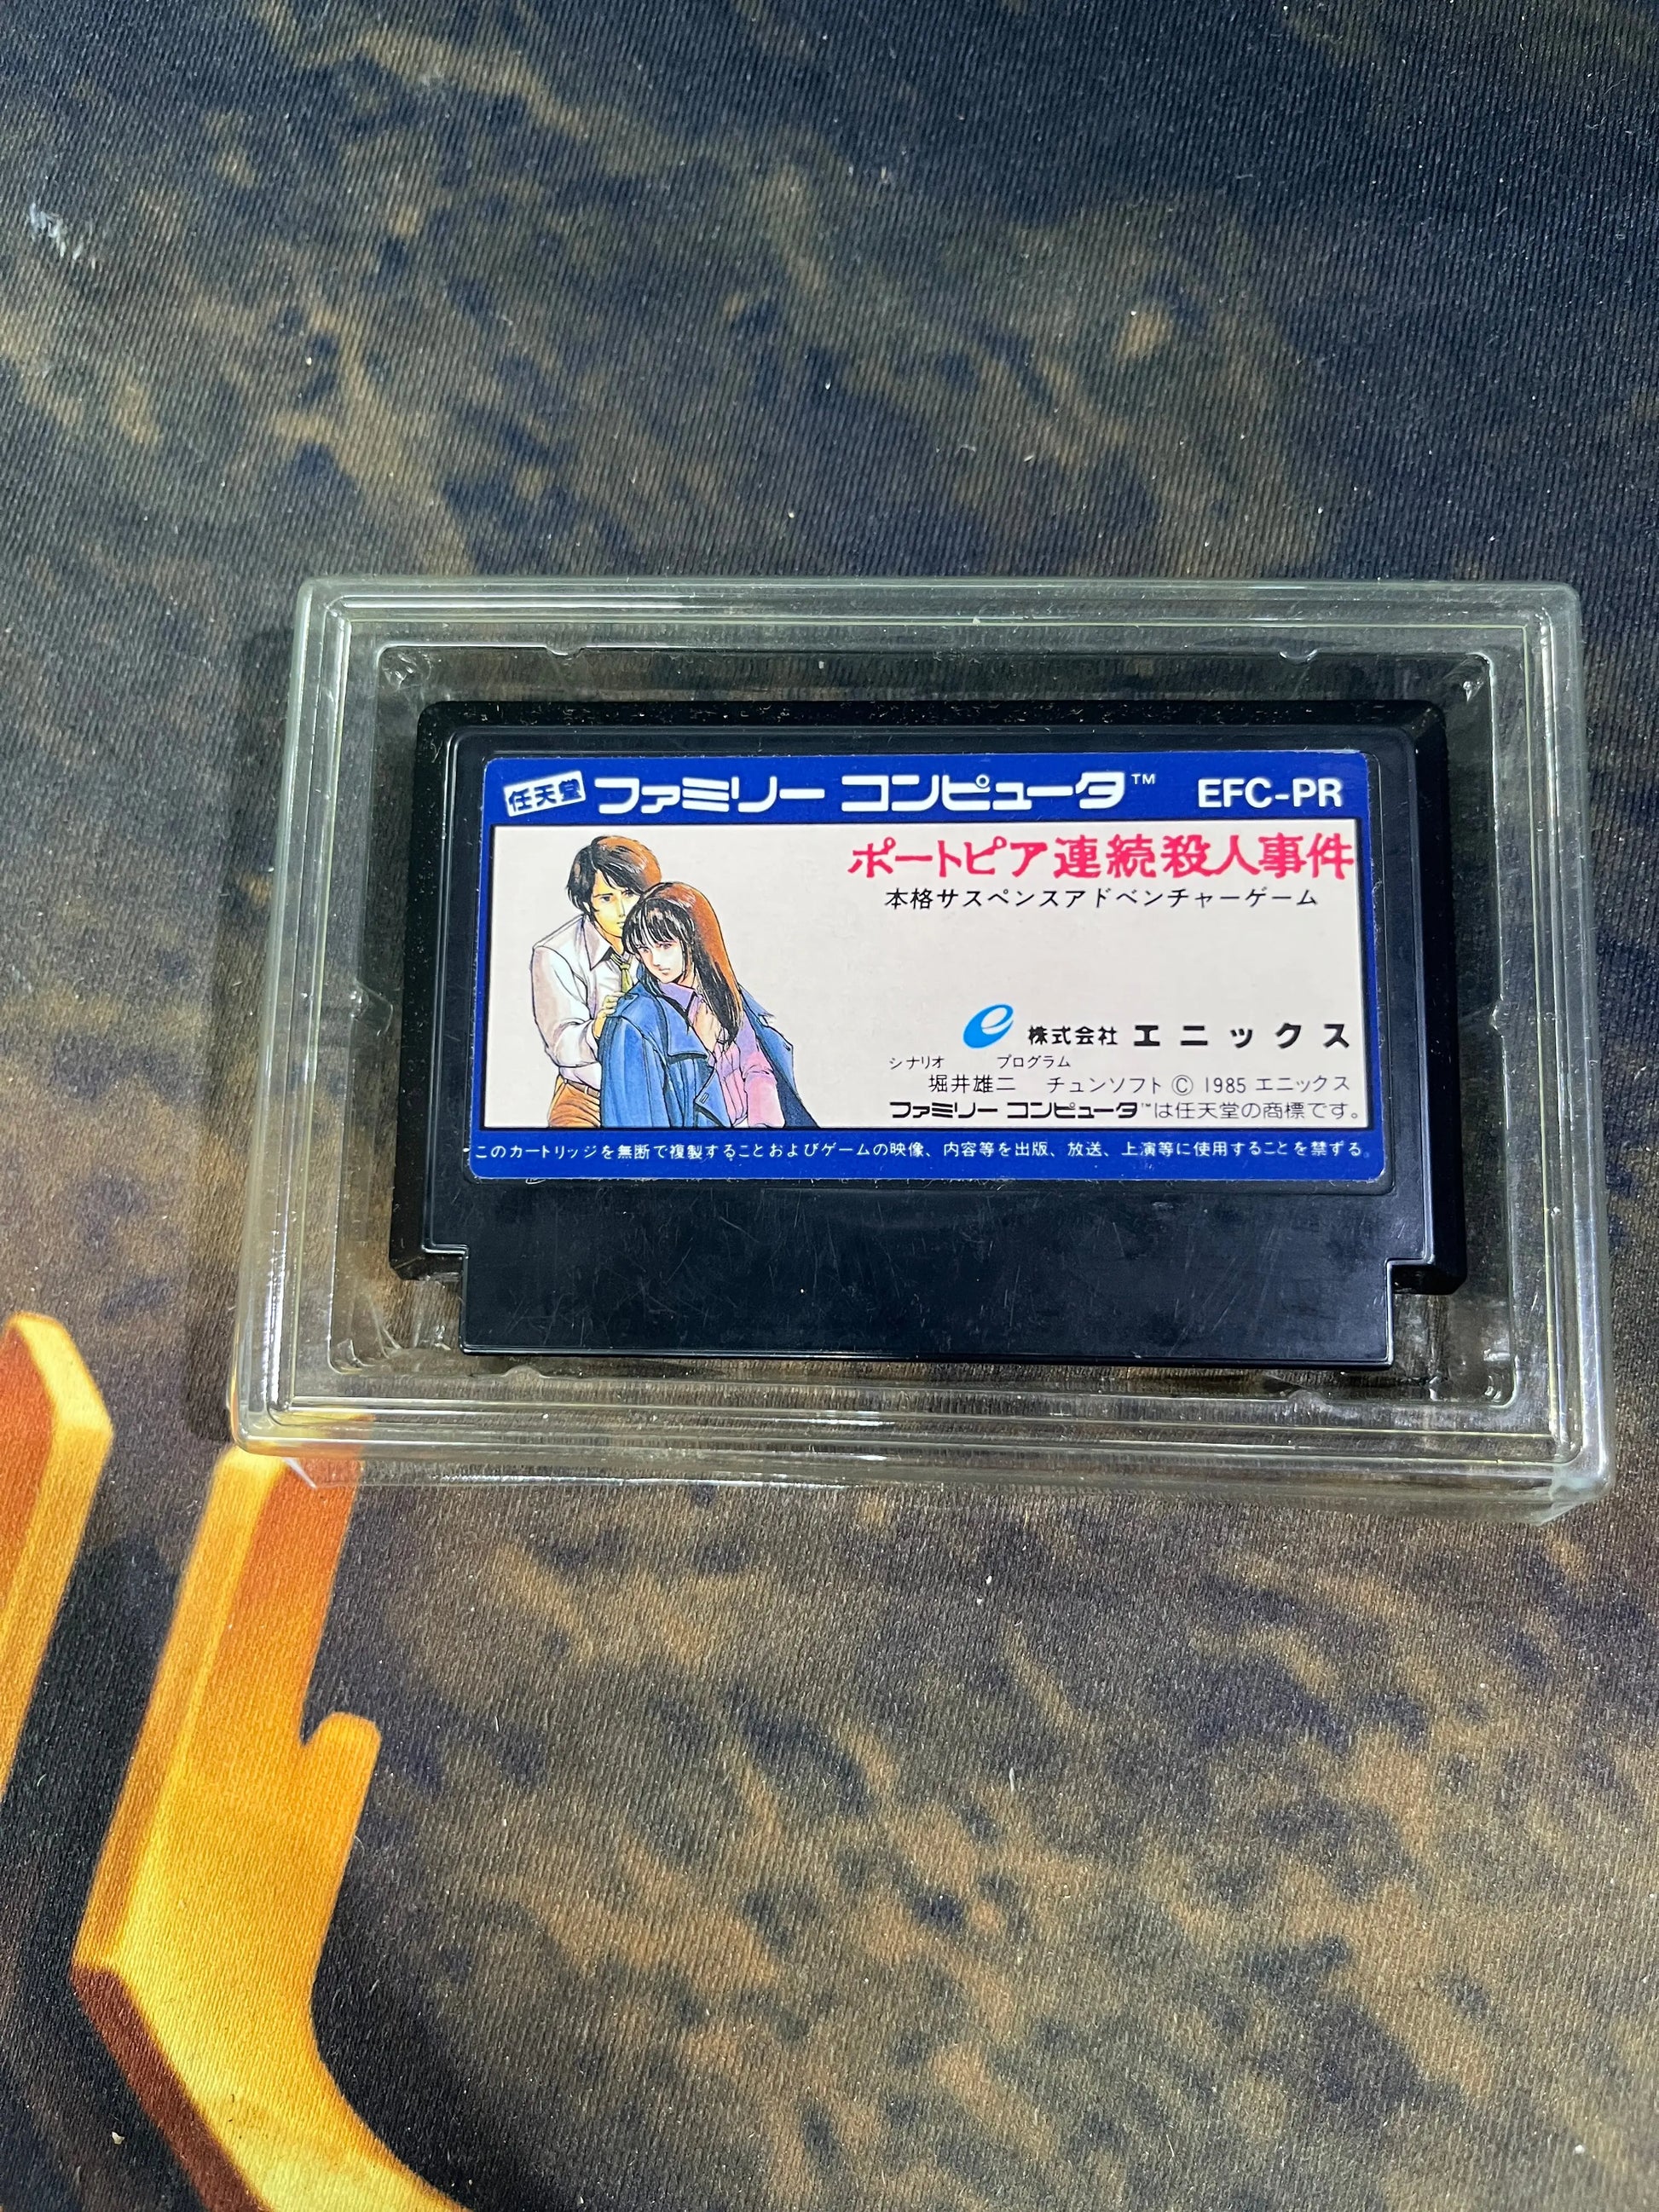 任天堂 ファミリー コンピュータ™ EFC-PR
ポートピア連続殺人事件
本格サスペンスアドベンチャーゲーム
e 株式会社 エニックス
シナリオ プログラム
堀井雄二 チュンソフト © 1985 エニックス
ファミリー コンピュータ™は任天堂の商標です。
このカートリッジを無断で複製することおよびゲームの映像、内容等を出版、放送、上演等に使用することを禁ずる。